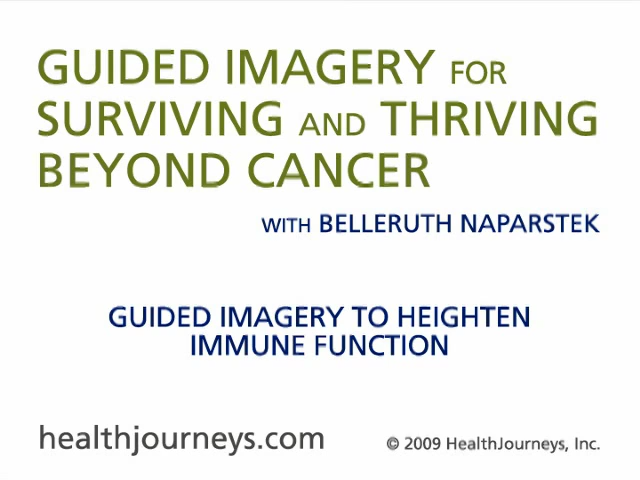 GUIDED IMAGERY FOR
SURVIVING AND THRIVING
BEYOND CANCER
WITH BELLERUTH NAPARSTEK
GUIDED IMAGERY TO HEIGHTEN
IMMUNE FUNCTION
healthjourneys.com
© 2009 HealthJourneys, Inc.